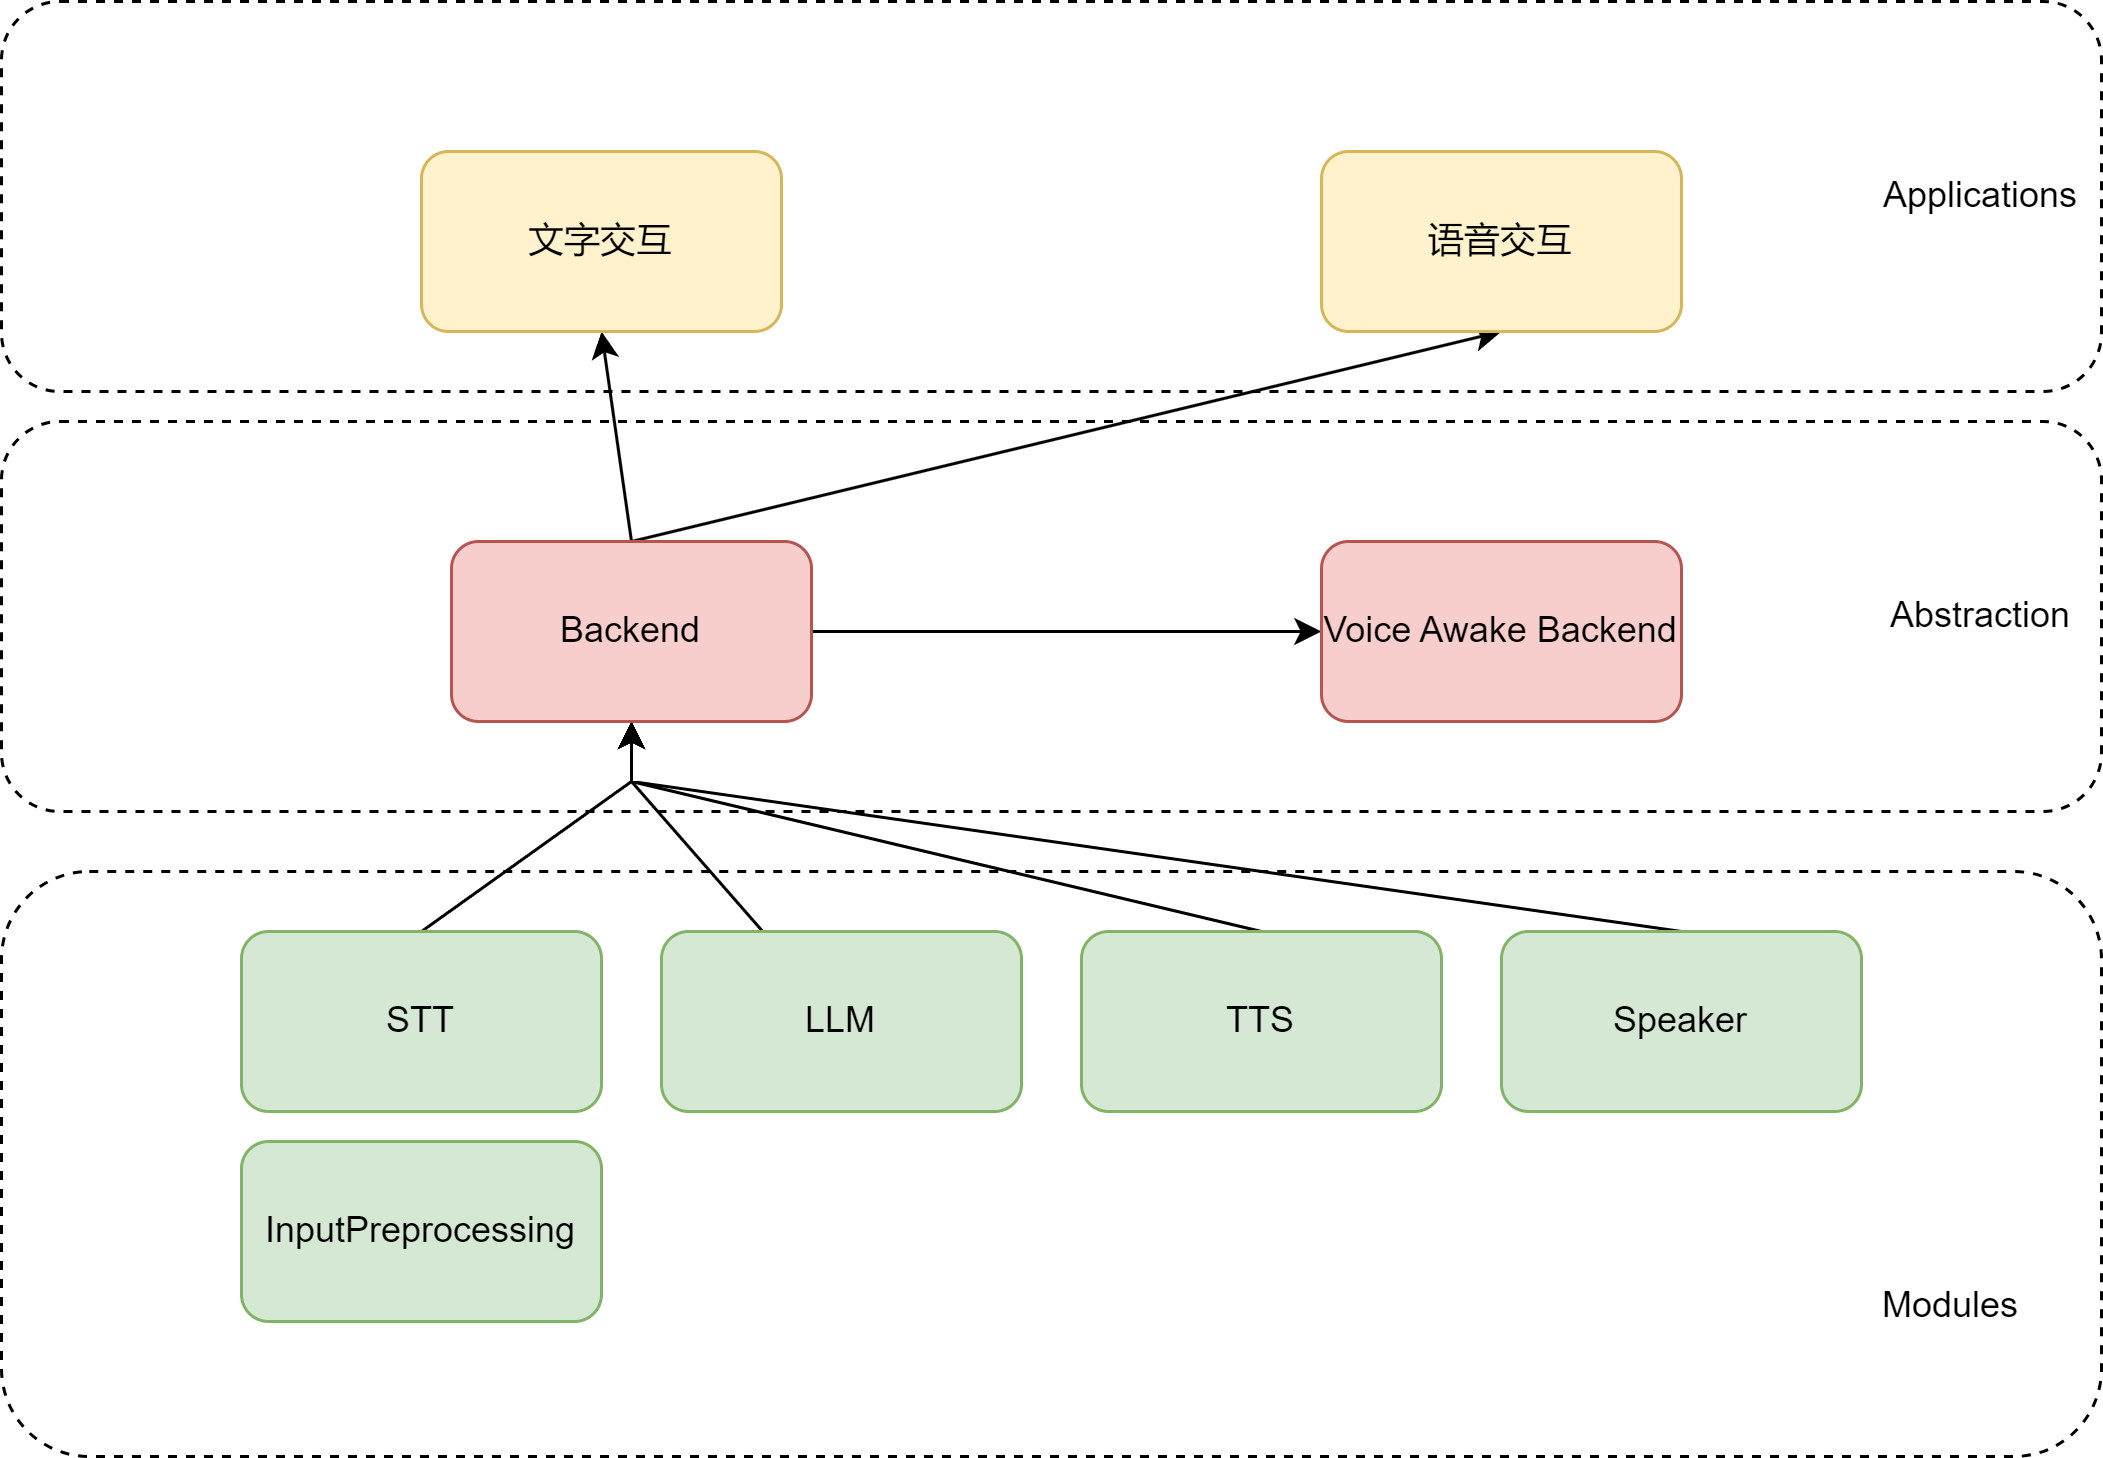 Applications
文字交互
语音交互
Backend
Voice Awake Backend
Abstraction
STT
LLM
TTS
Speaker
InputPreprocessing
Modules